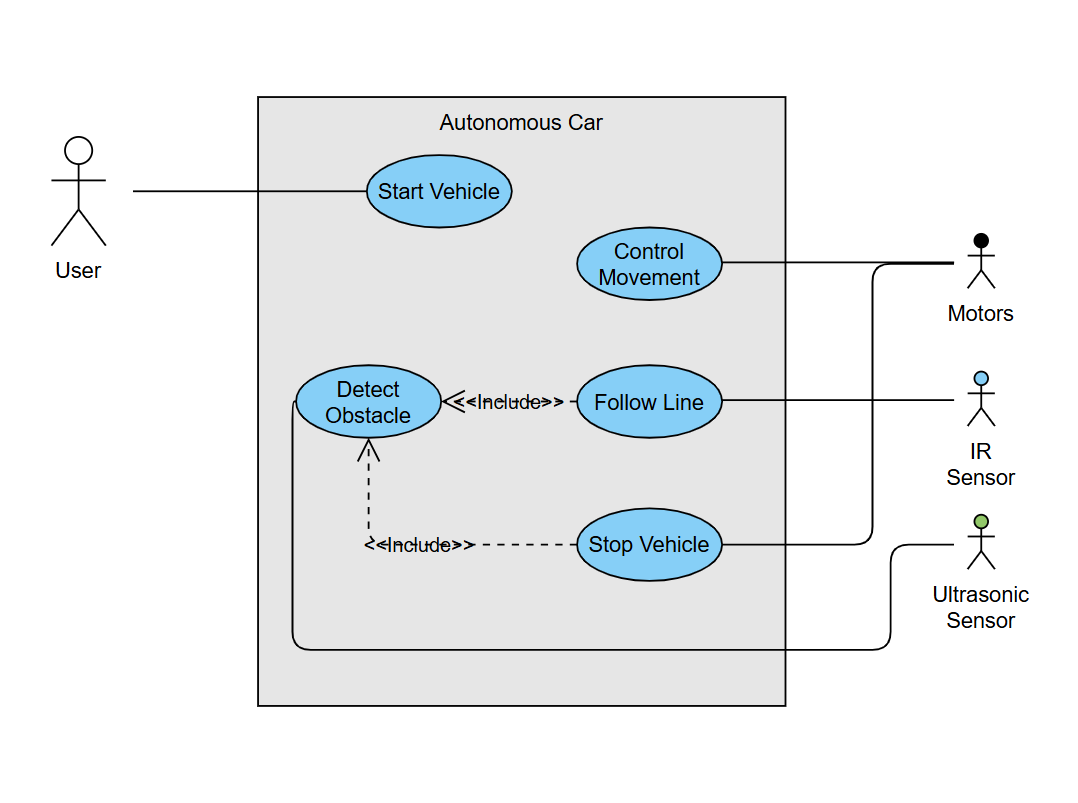 Autonomous Car
Start Vehicle
User
Control
Movement
Motors
Detect
Obstacle
<<Include>>
Follow Line
IR
Sensor
<<Include>>
Stop Vehicle
Ultrasonic
Sensor